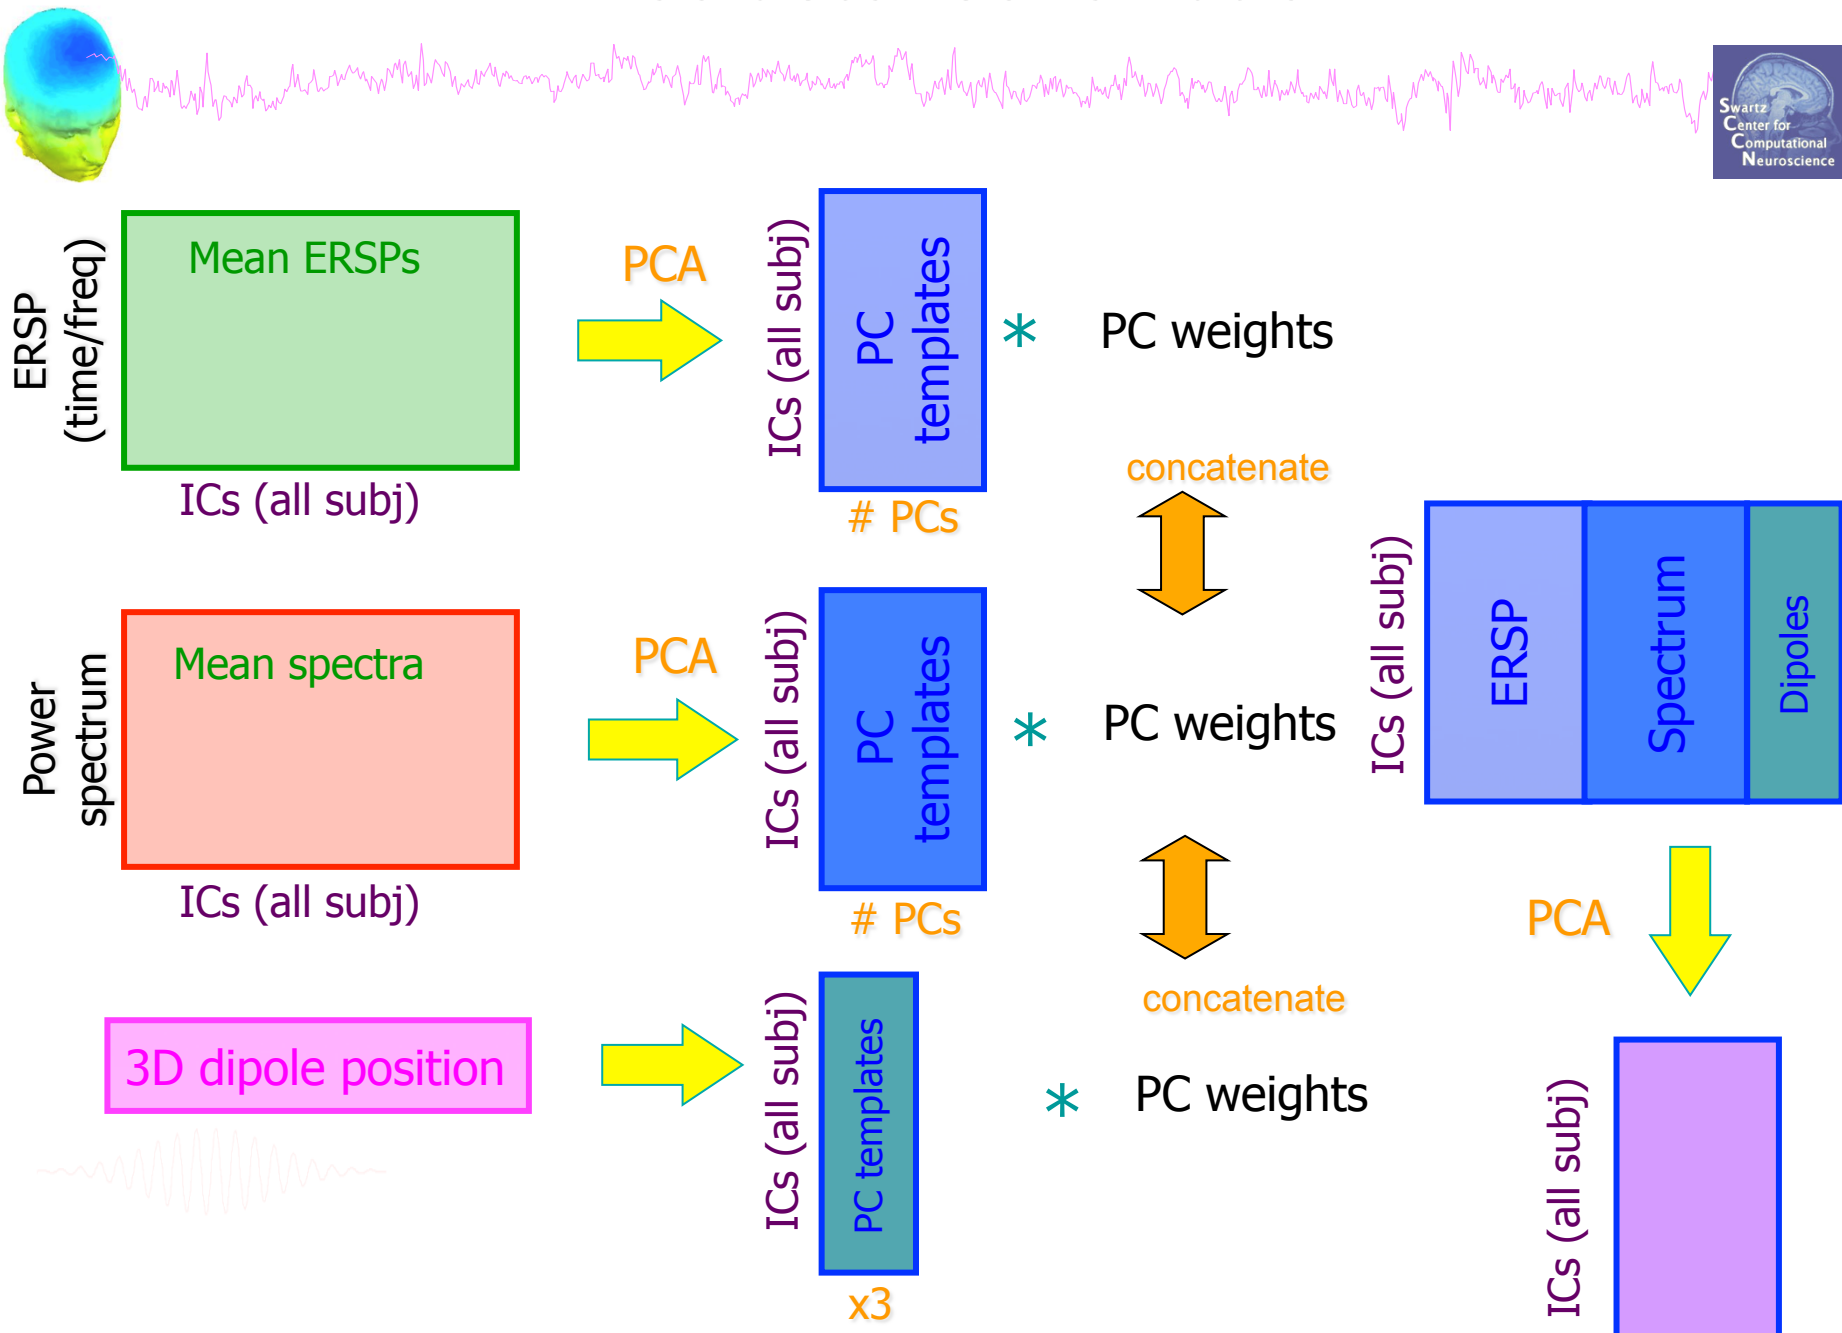 Swartz
Center for
Computational
Neuroscience
ERSP
(time/freq)
Mean ERSPs
ICs (all subj)
PCA
ICs (all subj)
PC
templates
# PCs
*
PC weights
concatenate
Power
spectrum
Mean spectra
ICs (all subj)
PCA
ICs (all subj)
PC
templates
# PCs
*
PC weights
concatenate
3D dipole position
ICs (all subj)
PC templates
x3
*
PC weights
ICs (all subj)
ERSP
Spectrum
Dipoles
PCA
ICs (all subj)